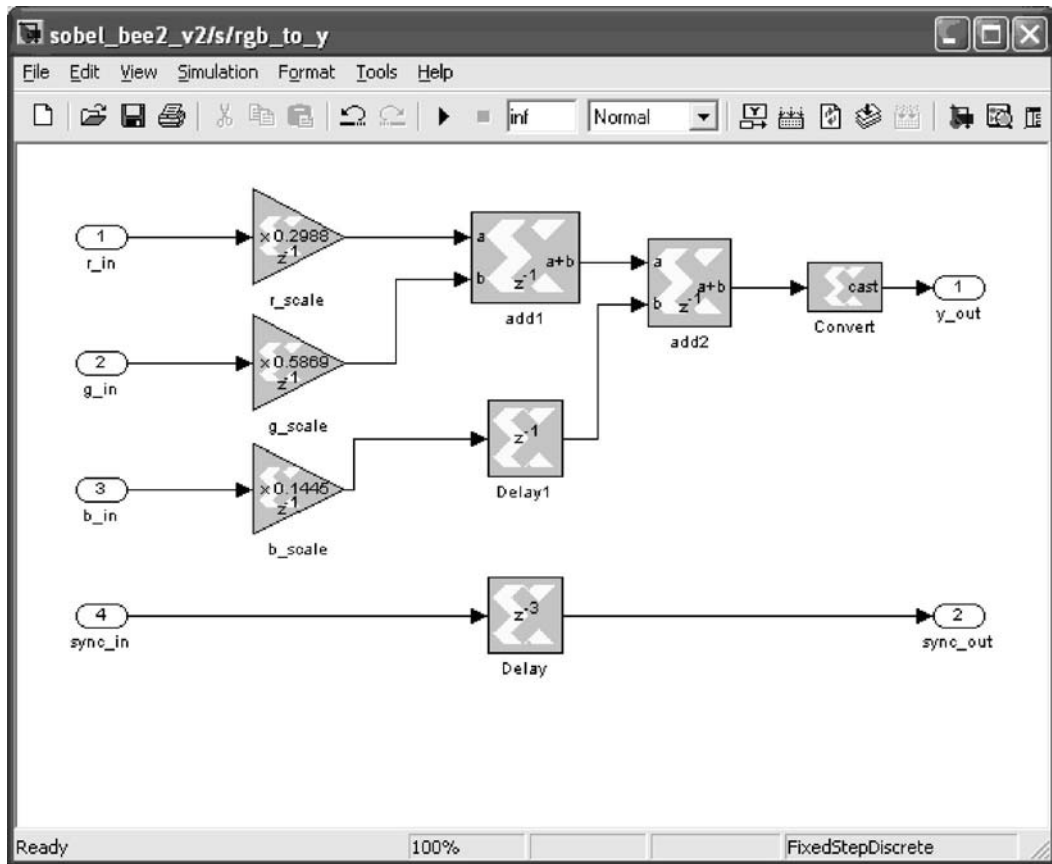 sobel_bee2_v2/s/rgb_to_y
File Edit View Simulation Format Tools Help
inf Normal
1
r_in
x 0.2988
z-1
r_scale
a
b
a+b
z-1
add1
a
b
a+b
z-1
add2
cast
Convert
1
y_out
2
g_in
x 0.5869
z-1
g_scale
3
b_in
x 0.1445
z-1
b_scale
z-1
Delay1
4
sync_in
z-3
Delay
2
sync_out
Ready 100% FixedStepDiscrete